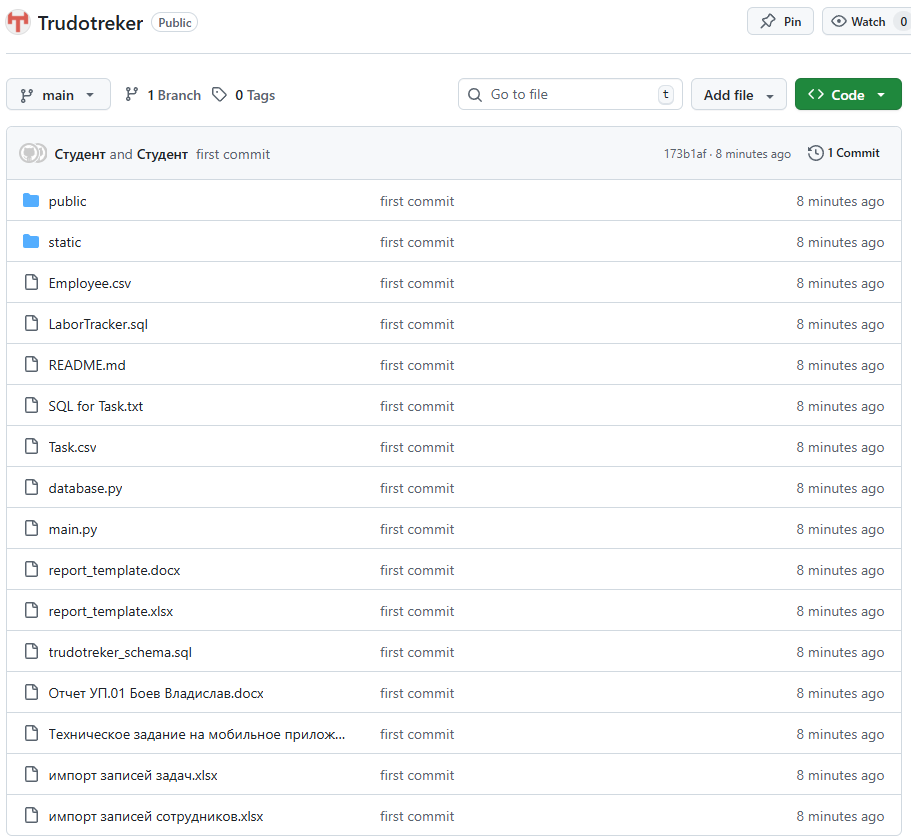 Trudotreker Public Pin Watch 0
main 1 Branch 0 Tags Go to file t Add file Code
Студент and Студент first commit 173b1af · 8 minutes ago 1 Commit
public first commit 8 minutes ago
static first commit 8 minutes ago
Employee.csv first commit 8 minutes ago
LaborTracker.sql first commit 8 minutes ago
README.md first commit 8 minutes ago
SQL for Task.txt first commit 8 minutes ago
Task.csv first commit 8 minutes ago
database.py first commit 8 minutes ago
main.py first commit 8 minutes ago
report_template.docx first commit 8 minutes ago
report_template.xlsx first commit 8 minutes ago
trudotreker_schema.sql first commit 8 minutes ago
Отчет УП.01 Боев Владислав.docx first commit 8 minutes ago
Техническое задание на мобильное прилож... first commit 8 minutes ago
импорт записей задач.xlsx first commit 8 minutes ago
импорт записей сотрудников.xlsx first commit 8 minutes ago